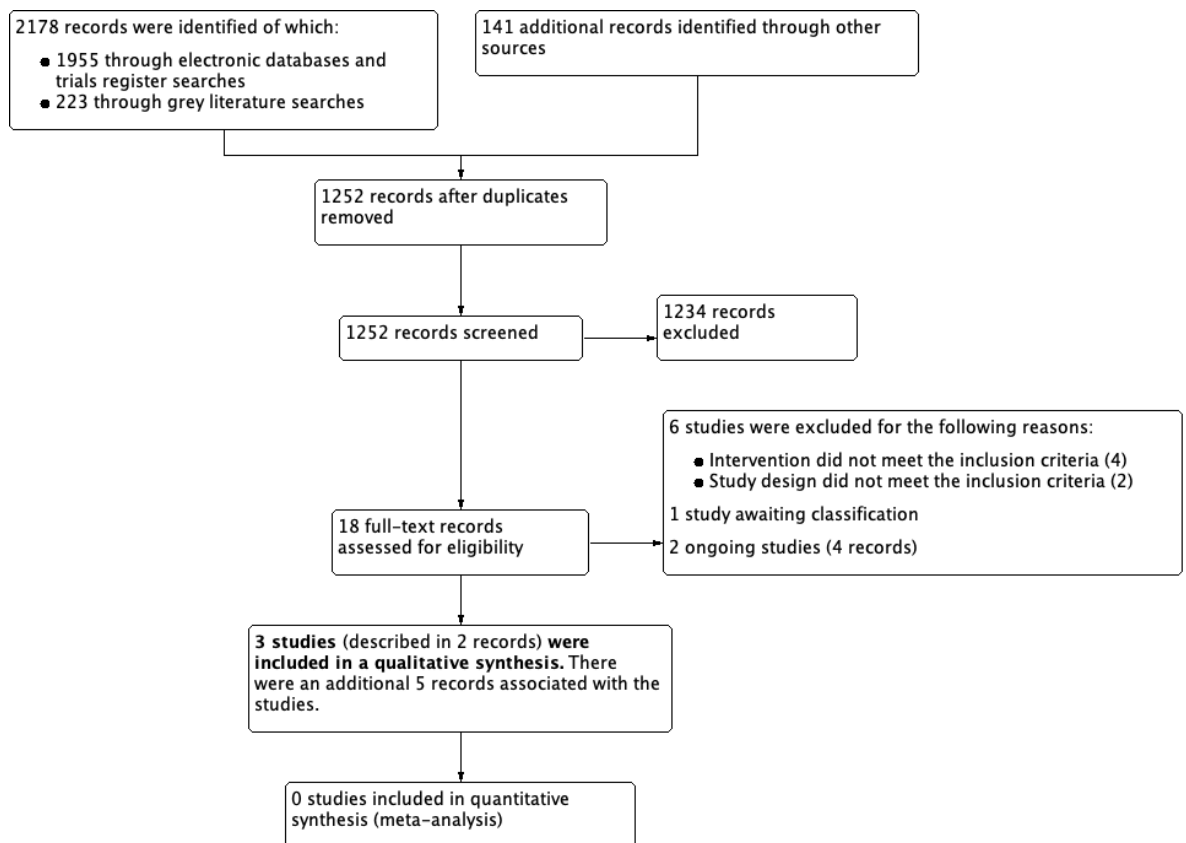 2178 records were identified of which:
● 1955 through electronic databases and
trials register searches
● 223 through grey literature searches
141 additional records identified through other
sources
1252 records after duplicates
removed
1252 records screened
1234 records
excluded
18 full-text records
assessed for eligibility
6 studies were excluded for the following reasons:
● Intervention did not meet the inclusion criteria (4)
● Study design did not meet the inclusion criteria (2)
1 study awaiting classification
2 ongoing studies (4 records)
3 studies (described in 2 records) were
included in a qualitative synthesis. There
were an additional 5 records associated with the
studies.
0 studies included in quantitative
synthesis (meta-analysis)